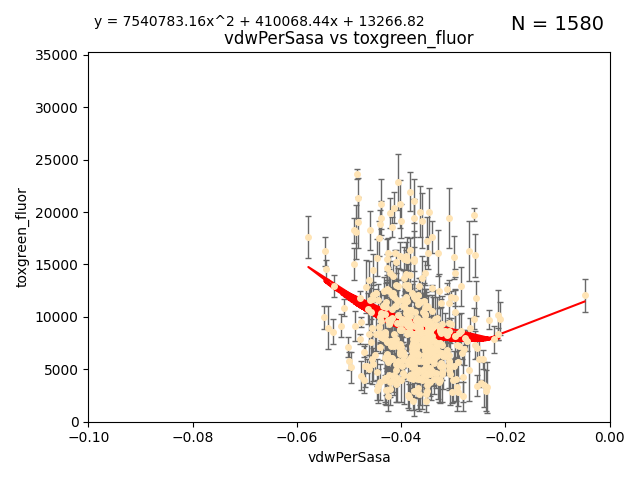 y = 7540783.16x^2 + 410068.44x + 13266.82
N = 1580
vdwPerSasa vs toxgreen_fluor
35000
30000
25000
20000
15000
10000
5000
0
toxgreen_fluor
−0.10 −0.08 −0.06 −0.04 −0.02 0.00
vdwPerSasa